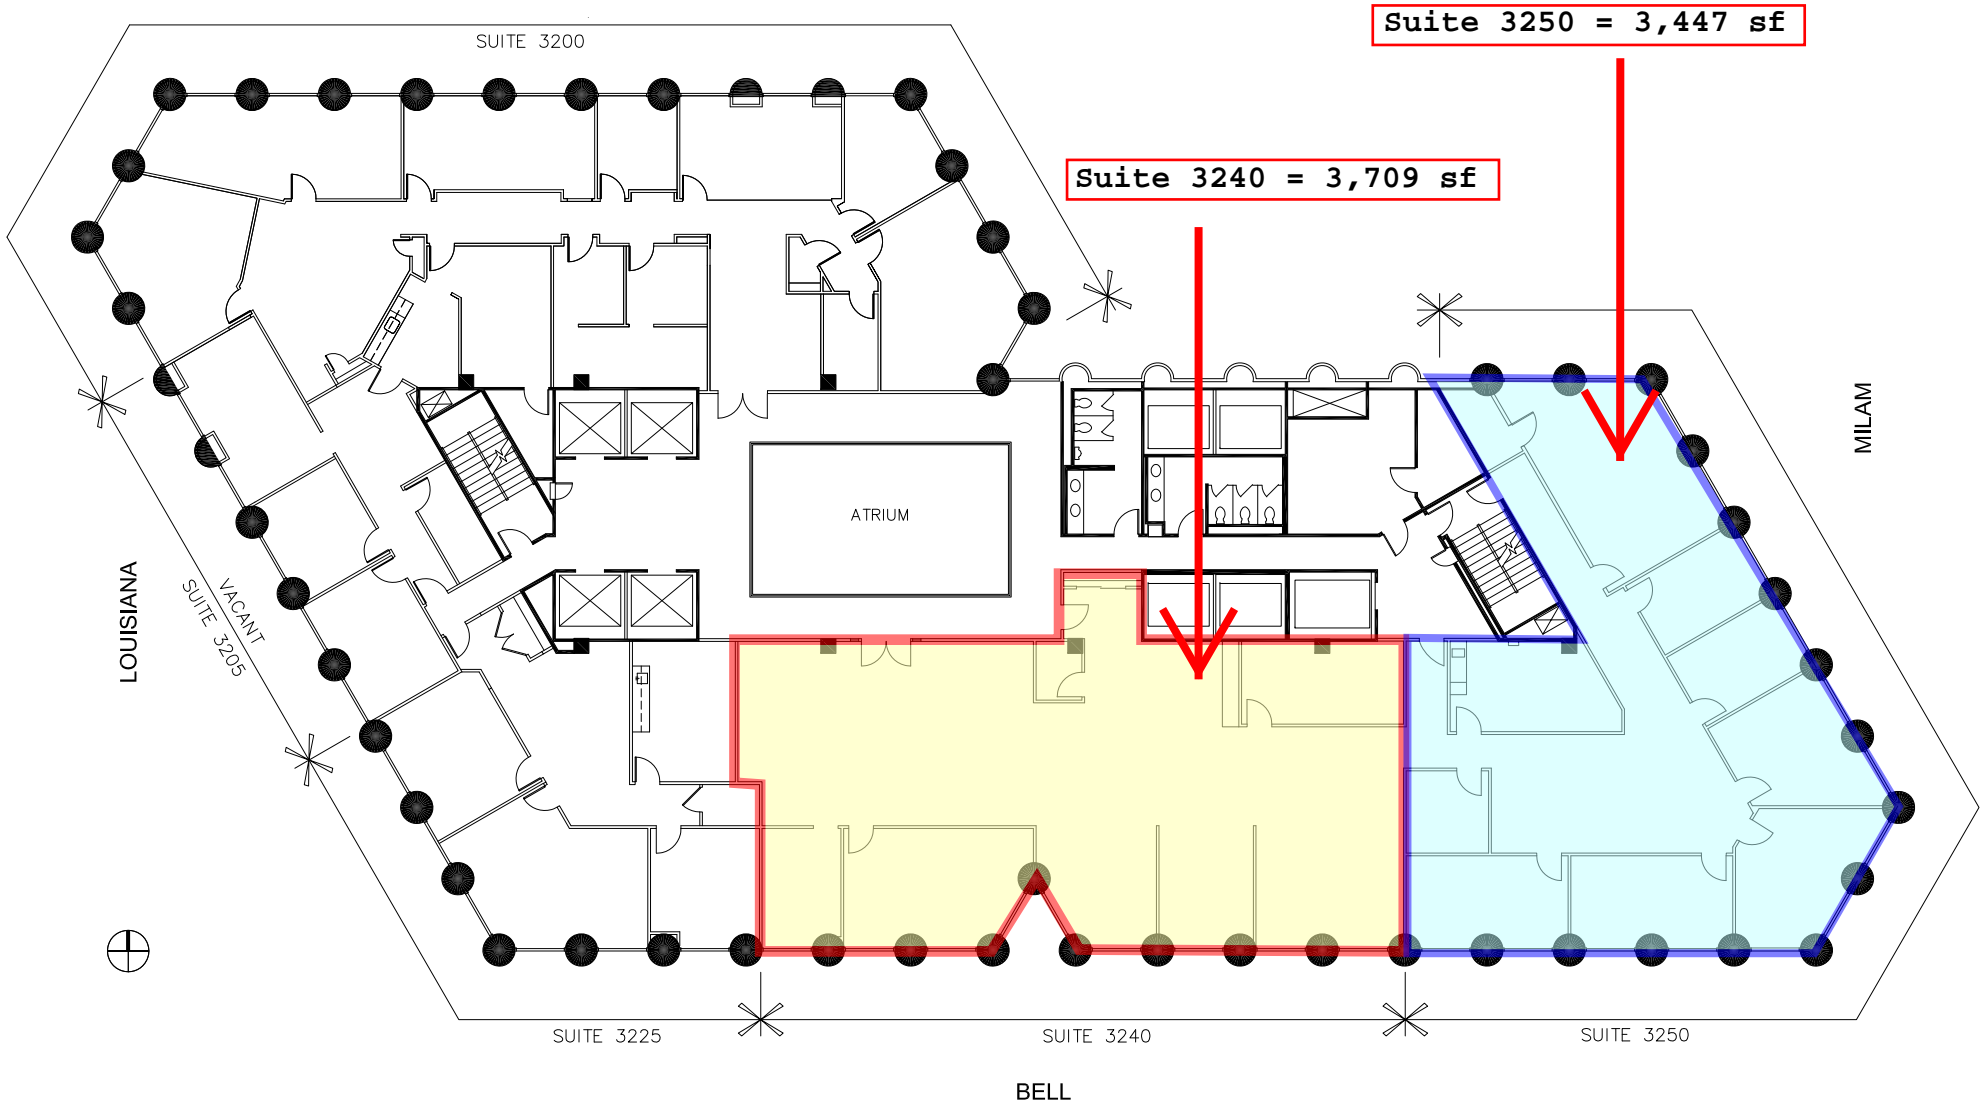 Suite 3250 = 3,447 sf
SUITE 3200
Suite 3240 = 3,709 sf
MILAM
ATRIUM
LOUISIANA
VACANT
SUITE 3205
SUITE 3225
SUITE 3240
SUITE 3250
BELL